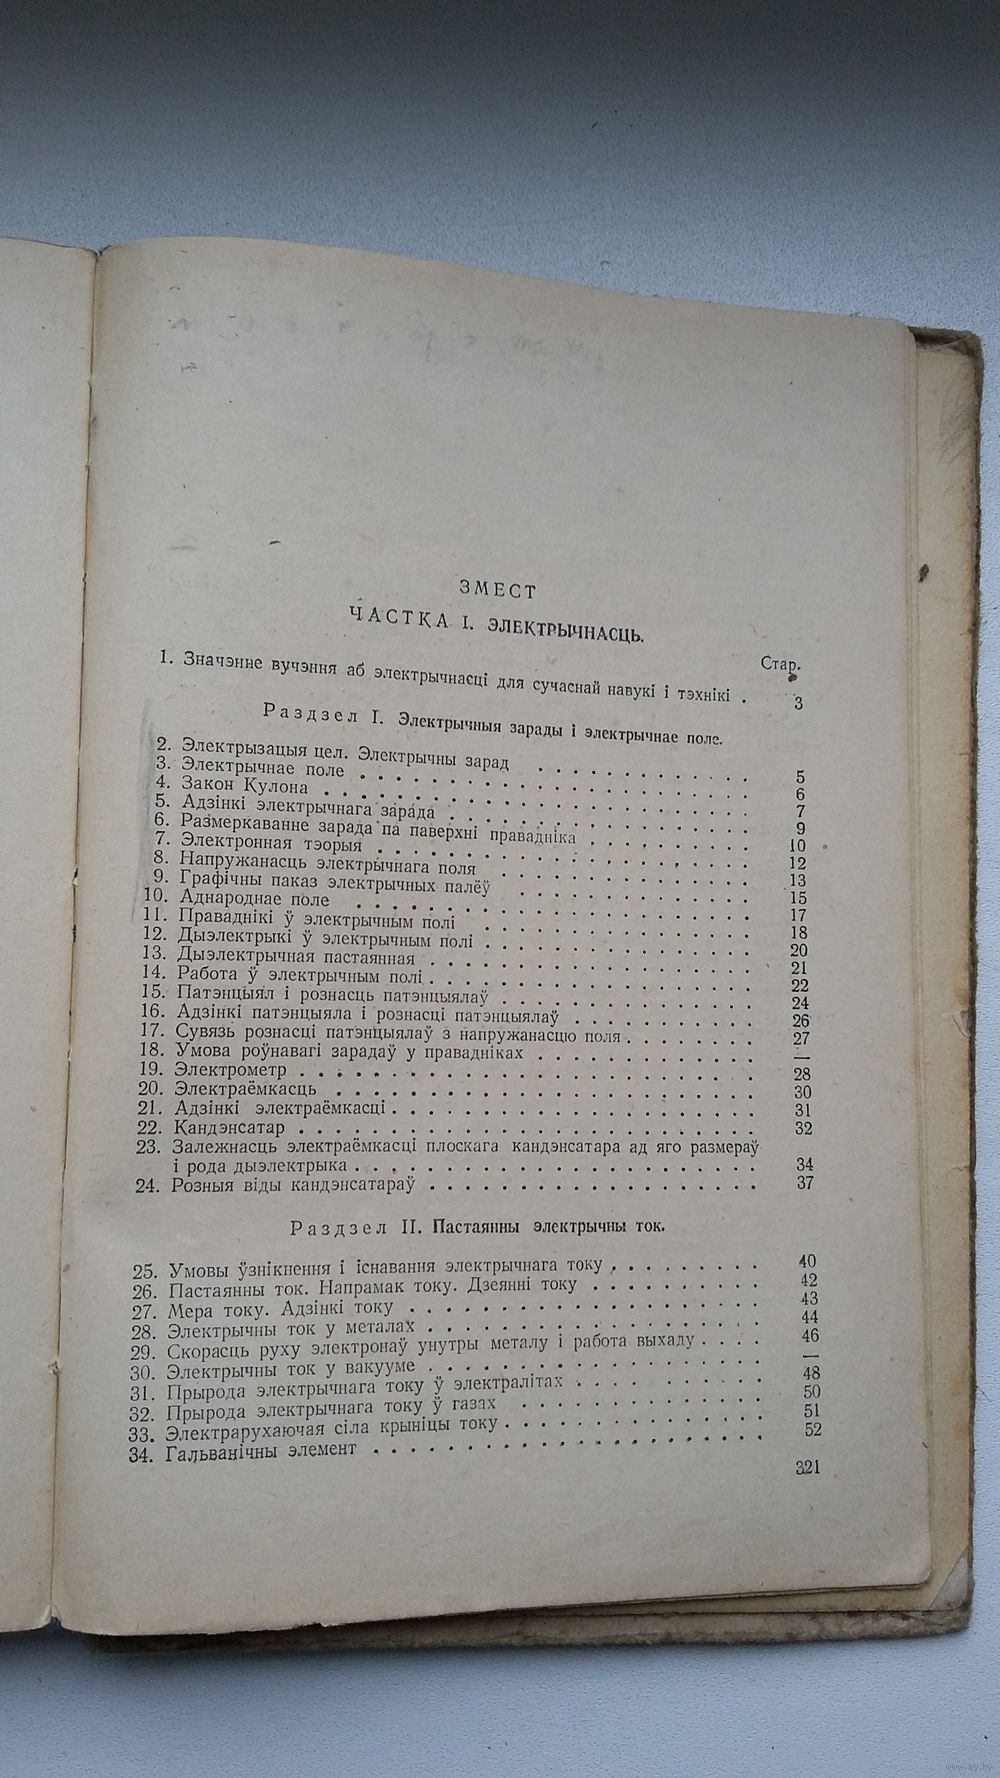 ЗМЕСТ
ЧАСТКА І. ЭЛЕКТРЫЧНАСЦЬ.
Стар.
1. Значэнне вучэння аб электрычнасці для сучаснай навукі і тэхнікі . 3
Раздзел І. Электрычныя зарады і электрычнае поле.
2. Электрызацыя цел. Электрычны зарад . . . . . . . . . . . 5
3. Электрычнае поле . . . . . . . . . . . . . . . . . . . . 6
4. Закон Кулона . . . . . . . . . . . . . . . . . . . . . . 7
5. Адзінкі электрычнага зарада . . . . . . . . . . . . . . . 9
6. Размеркаванне зарада па паверхні правадніка . . . . . . . . 10
7. Электронная тэорыя . . . . . . . . . . . . . . . . . . . 12
8. Напружанасць электрычнага поля . . . . . . . . . . . . . 13
9. Графічны паказ электрычных палёў . . . . . . . . . . . . 15
10. Аднароднае поле . . . . . . . . . . . . . . . . . . . . 17
11. Праваднікі ў электрычным полі . . . . . . . . . . . . . . 18
12. Дыэлектрыкі ў электрычным полі . . . . . . . . . . . . . 20
13. Дыэлектрычная пастаянная . . . . . . . . . . . . . . . . 21
14. Работа ў электрычным полі . . . . . . . . . . . . . . . . 22
15. Патэнцыял і рознасць патэнцыялаў . . . . . . . . . . . . 24
16. Адзінкі патэнцыяла і рознасці патэнцыялаў . . . . . . . . . 26
17. Сувязь рознасці патэнцыялаў з напружанасцю поля . . . . . . . 27
18. Умова роўнавагі зарадаў у правадніках . . . . . . . . . . . —
19. Электрометр . . . . . . . . . . . . . . . . . . . . . . 28
20. Электраёмкасць . . . . . . . . . . . . . . . . . . . . . 30
21. Адзінкі электраёмкасці . . . . . . . . . . . . . . . . . . 31
22. Кандэнсатар . . . . . . . . . . . . . . . . . . . . . . 32
23. Залежнасць электраёмкасці плоскага кандэнсатара ад яго размераў
і рода дыэлектрыка . . . . . . . . . . . . . . . . . . . . 34
24. Розныя віды кандэнсатараў . . . . . . . . . . . . . . . . 37
Раздзел ІІ. Пастаянны электрычны ток.
25. Умовы ўзнікнення і існавання электрычнага току . . . . . . . . 40
26. Пастаянны ток. Напрамак току. Дзеянні току . . . . . . . . . 42
27. Мера току. Адзінкі току . . . . . . . . . . . . . . . . . . 43
28. Электрычны ток у металах . . . . . . . . . . . . . . . . . 44
29. Скорасць руху электронаў унутры металу і работа выхаду . . . . 46
30. Электрычны ток у вакууме . . . . . . . . . . . . . . . . . —
31. Прырода электрычнага току ў электралітах . . . . . . . . . . 48
32. Прырода электрычнага току ў газах . . . . . . . . . . . . . 50
33. Электрарухаючая сіла крыніцы току . . . . . . . . . . . . . 51
34. Гальванічны элемент . . . . . . . . . . . . . . . . . . . 52
321
www.ay.by